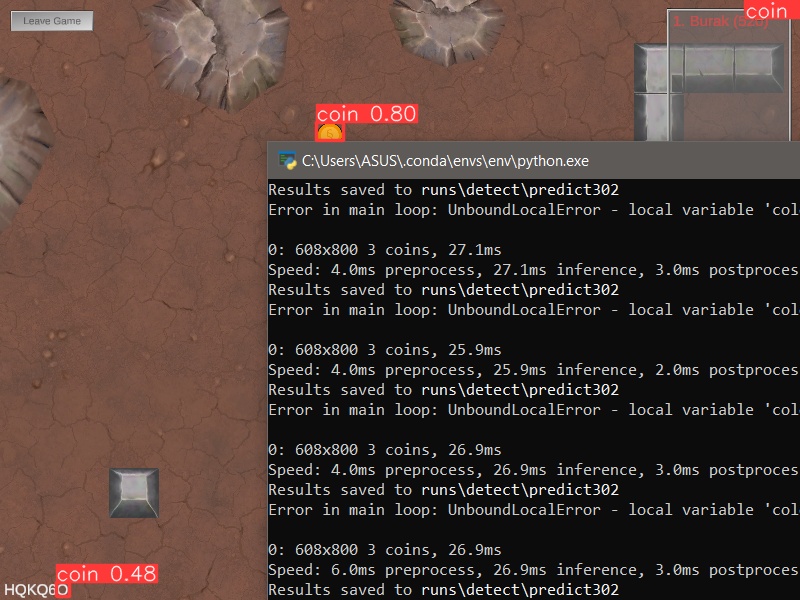 Leave Game
coin
1. Burak
coin 0.80
C:\Users\ASUS\.conda\envs\env\python.exe
Results saved to runs\detect\predict302
Error in main loop: UnboundLocalError - local variable 'col
0: 608x800 3 coins, 27.1ms
Speed: 4.0ms preprocess, 27.1ms inference, 3.0ms postproces
Results saved to runs\detect\predict302
Error in main loop: UnboundLocalError - local variable 'col
0: 608x800 3 coins, 25.9ms
Speed: 4.0ms preprocess, 25.9ms inference, 2.0ms postproces
Results saved to runs\detect\predict302
Error in main loop: UnboundLocalError - local variable 'col
0: 608x800 3 coins, 26.9ms
Speed: 4.0ms preprocess, 26.9ms inference, 3.0ms postproces
Results saved to runs\detect\predict302
Error in main loop: UnboundLocalError - local variable 'col
0: 608x800 3 coins, 26.9ms
Speed: 6.0ms preprocess, 26.9ms inference, 3.0ms postproces
Results saved to runs\detect\predict302
coin 0.48
HQKQ6O